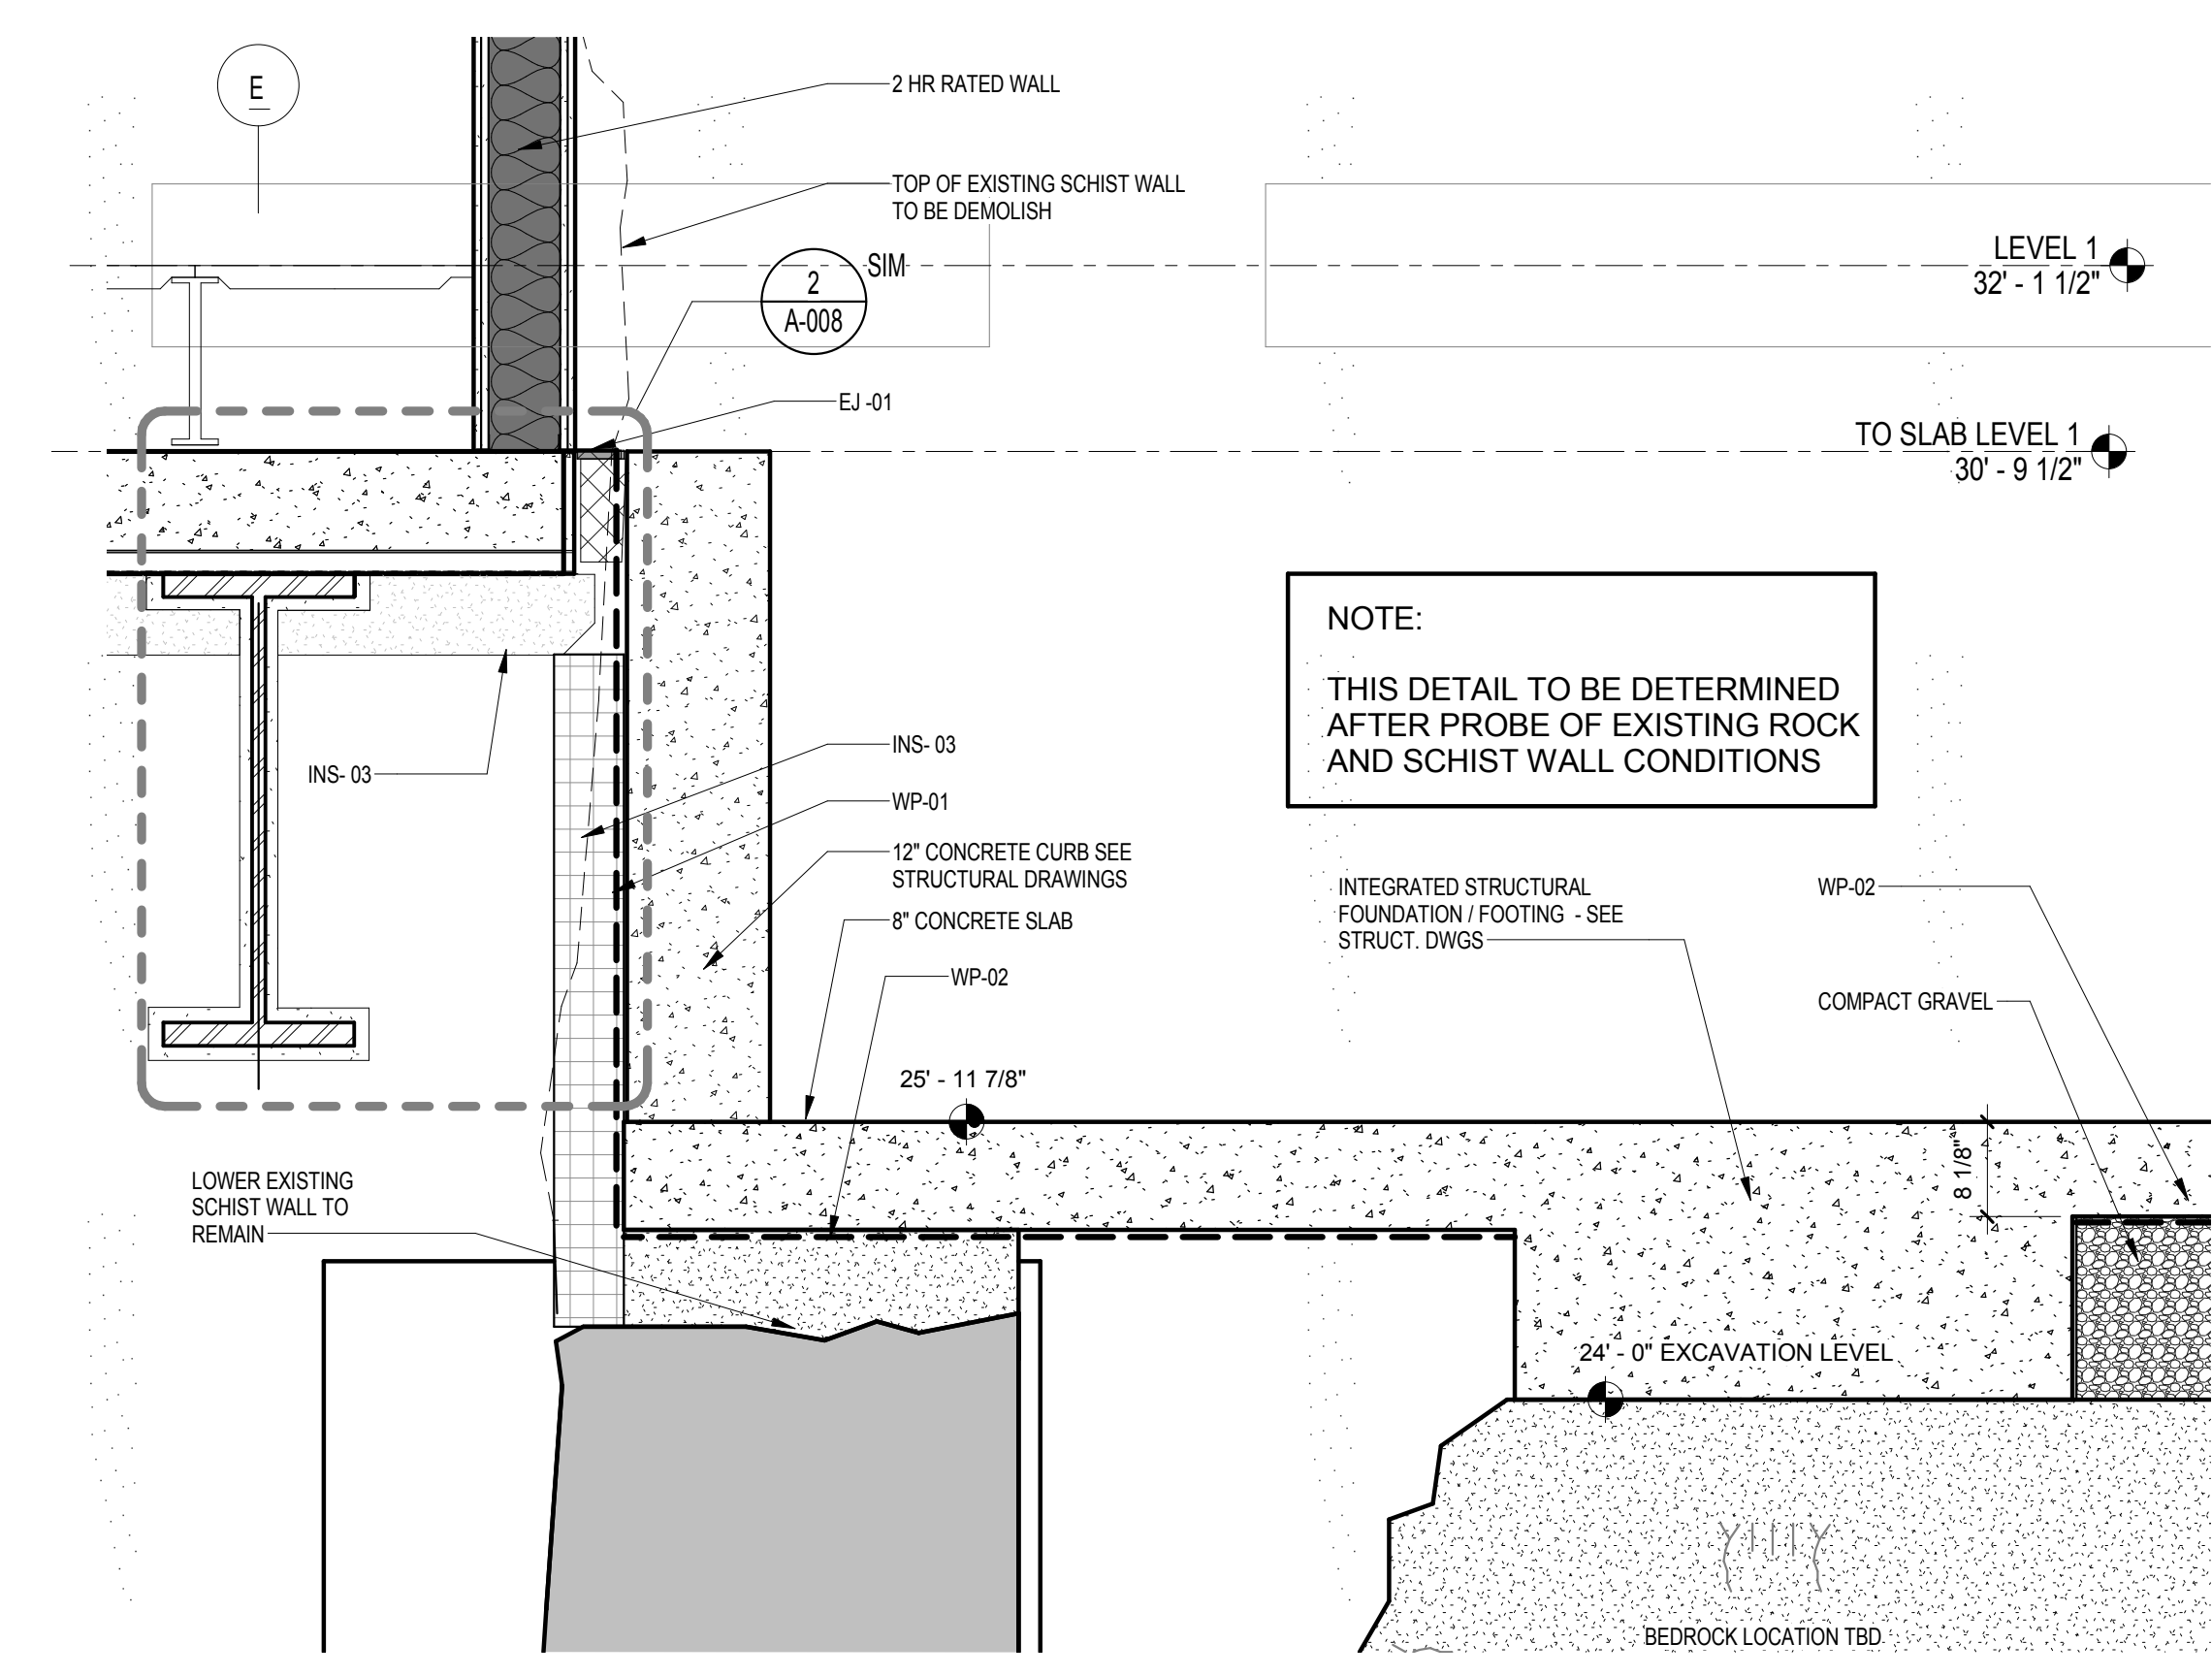 E
2 HR RATED WALL
TOP OF EXISTING SCHIST WALL
TO BE DEMOLISH
2
A-008
SIM
LEVEL 1
32' - 1 1/2"
EJ -01
TO SLAB LEVEL 1
30' - 9 1/2"
NOTE:
THIS DETAIL TO BE DETERMINED
AFTER PROBE OF EXISTING ROCK
AND SCHIST WALL CONDITIONS
INS- 03
INS- 03
WP-01
12" CONCRETE CURB SEE
STRUCTURAL DRAWINGS
8" CONCRETE SLAB
WP-02
INTEGRATED STRUCTURAL
FOUNDATION / FOOTING - SEE
STRUCT. DWGS
WP-02
COMPACT GRAVEL
25' - 11 7/8"
8 1/8"
LOWER EXISTING
SCHIST WALL TO
REMAIN
24' - 0" EXCAVATION LEVEL
BEDROCK LOCATION TBD